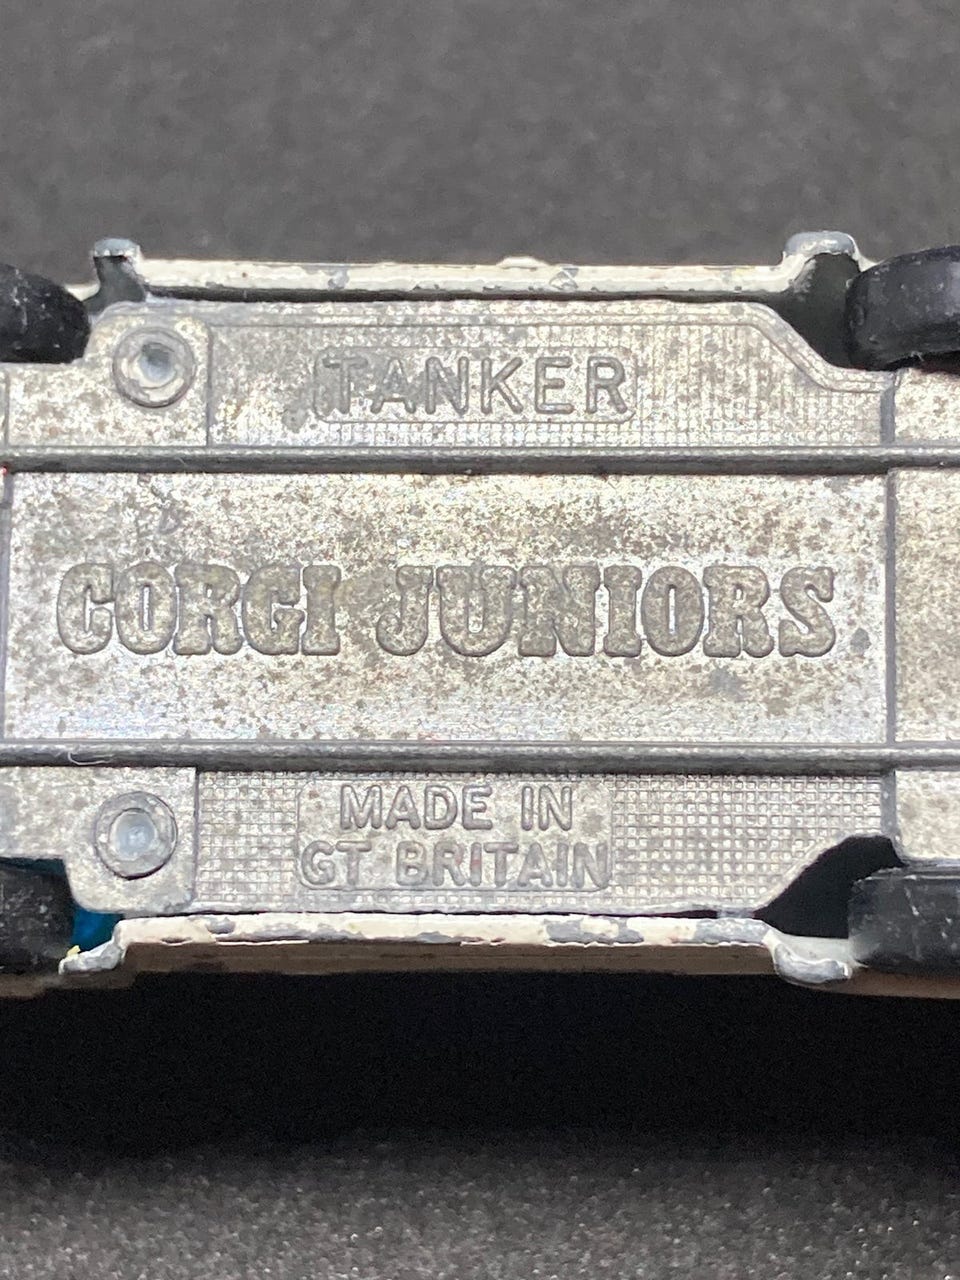 TANKER
CORGI JUNIORS
MADE IN
GT BRITAIN